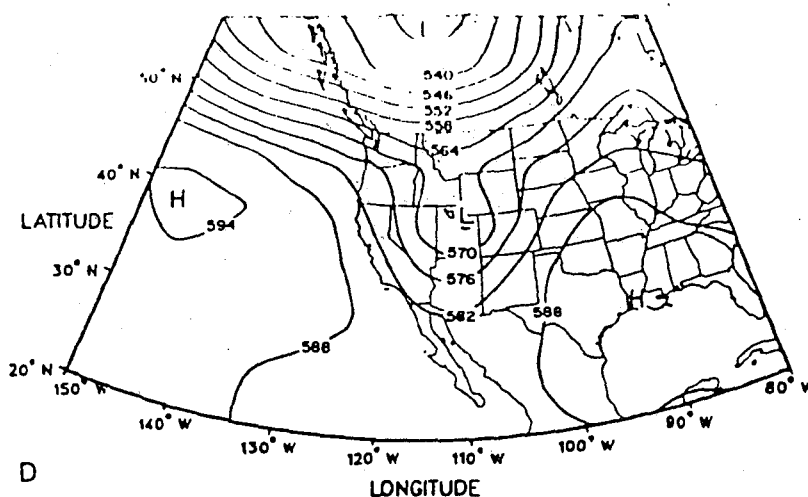 L
50° N
540
546
552
558
564
40° N
H
594
LATITUDE
L
570
30° N
576
582
588
H
588
20° N
150° W
80° W
140° W
90° W
130° W
120° W
110° W
100° W
D
LONGITUDE